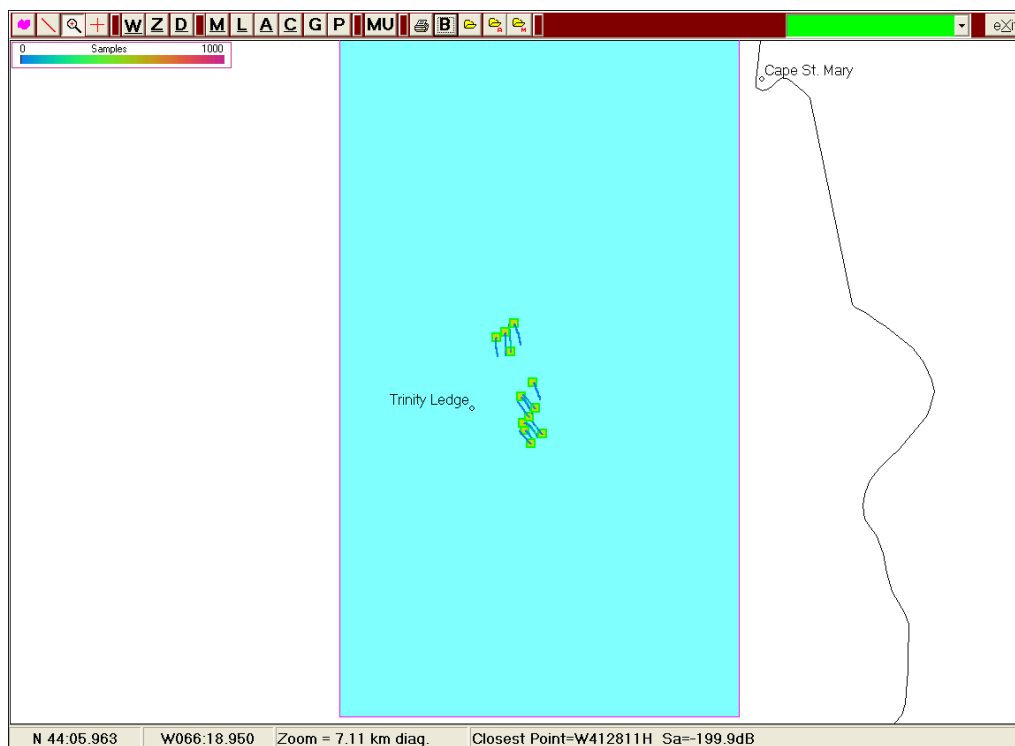 W Z D M L A C G P MU B eXi
0 Samples 1000
Cape St. Mary
Trinity Ledge
N 44:05.963 W066:18.950 Zoom = 7.11 km diag. Closest Point=W412811H Sa=-199.9dB